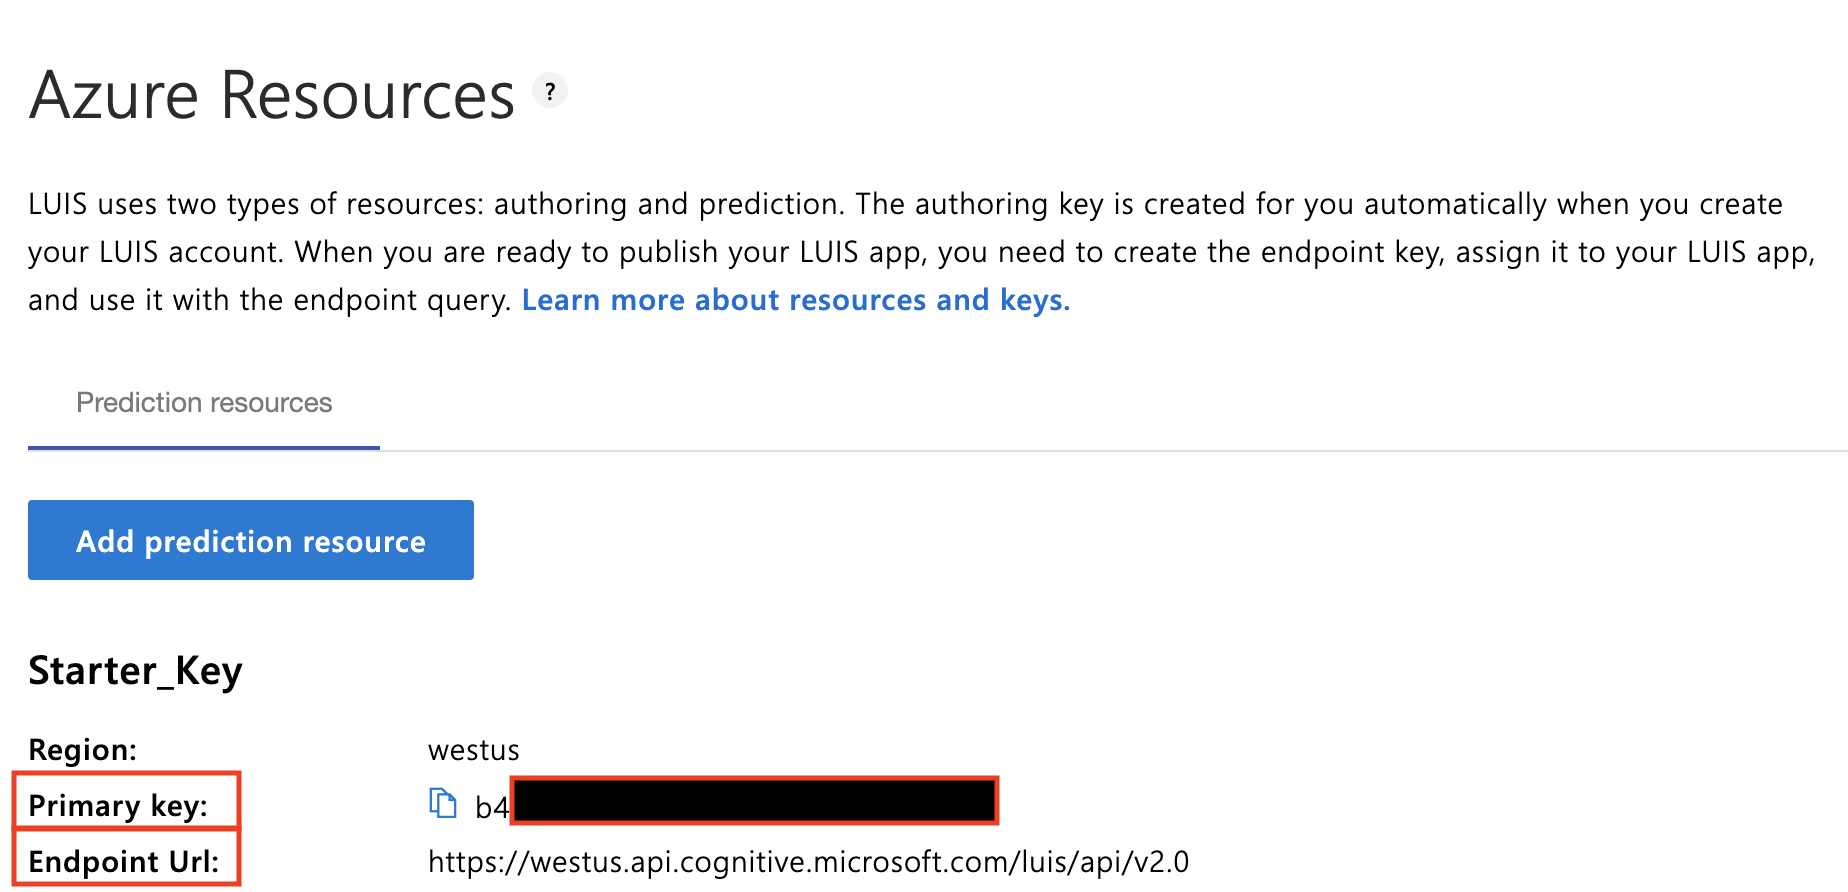 Azure Resources ?
LUIS uses two types of resources: authoring and prediction. The authoring key is created for you automatically when you create
your LUIS account. When you are ready to publish your LUIS app, you need to create the endpoint key, assign it to your LUIS app,
and use it with the endpoint query. Learn more about resources and keys.
Prediction resources
Add prediction resource
Starter_Key
Region: westus
Primary key: b4
Endpoint Url: https://westus.api.cognitive.microsoft.com/luis/api/v2.0